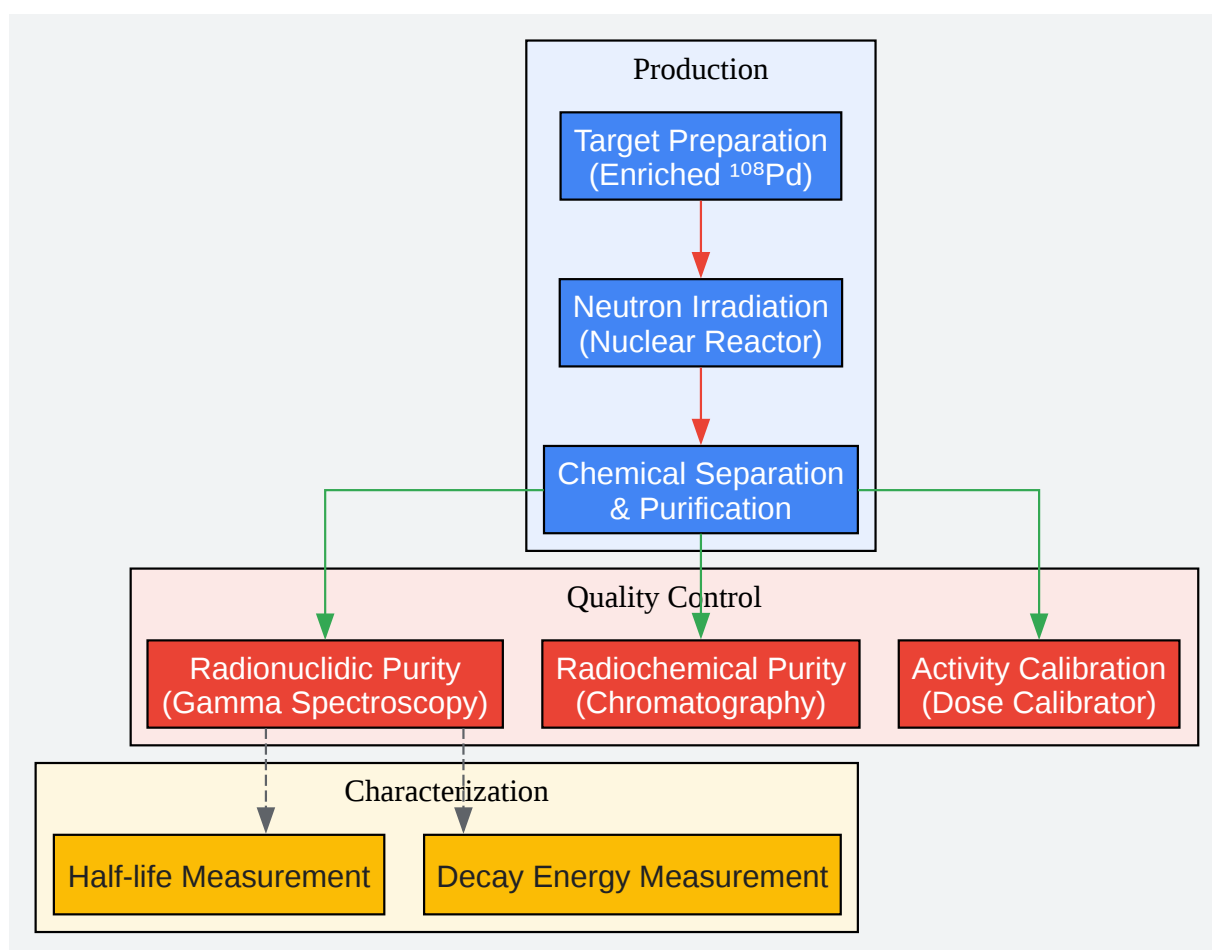 Production
Target Preparation
(Enriched ¹⁰⁸Pd)
Neutron Irradiation
(Nuclear Reactor)
Chemical Separation
& Purification
Quality Control
Radionuclidic Purity
(Gamma Spectroscopy)
Radiochemical Purity
(Chromatography)
Activity Calibration
(Dose Calibrator)
Characterization
Half-life Measurement
Decay Energy Measurement